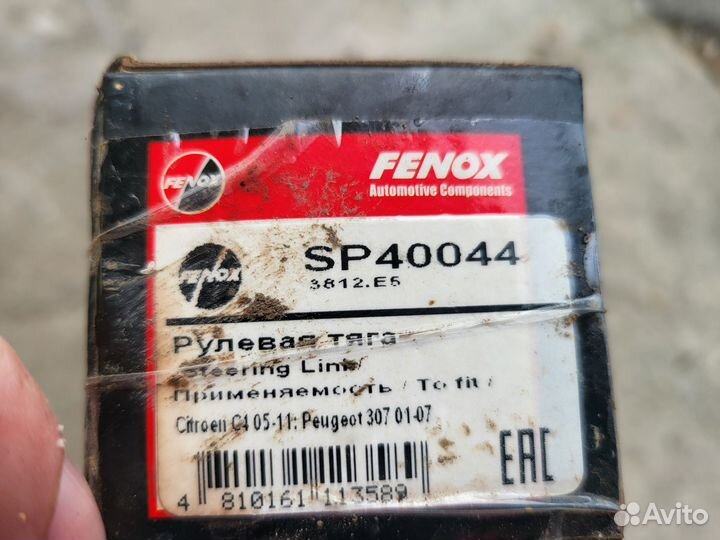 FENOX
FENOX
Automotive Components
FENOX
SP40044
3812.E5
Рулевая тяга
Steering Link/
Применяемость / To fit /
Citroen C4 05-11; Peugeot 307 01-07
4 810161 113589
EAC
Avito